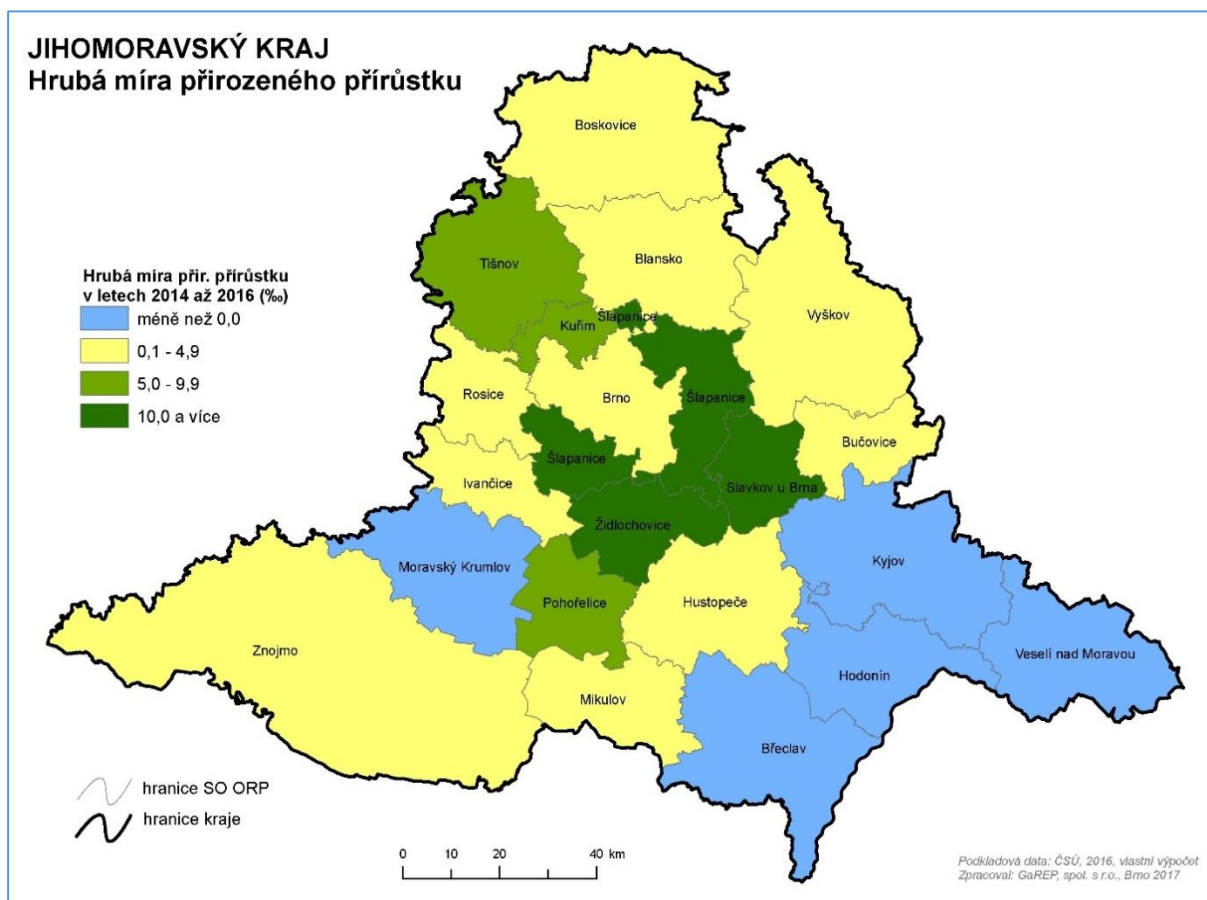 JIHOMORAVSKÝ KRAJ
Hrubá míra přirozeného přírůstku
Boskovice
Tišnov
Blansko
Hrubá míra přir. přírůstku
v letech 2014 až 2016 (‰)
méně než 0,0
0,1 - 4,9
5,0 - 9,9
10,0 a více
Vyškov
Šlapanice
Kuřim
Rosice
Brno
Šlapanice
Bučovice
Šlapanice
Ivančice
Slavkov u Brna
Židlochovice
Moravský Krumlov
Kyjov
Pohořelice
Hustopeče
Znojmo
Veselí nad Moravou
Hodonín
Mikulov
Břeclav
hranice SO ORP
hranice kraje
0 10 20 40 km
Podkladová data: ČSÚ, 2016, vlastní výpočet
Zpracoval: GaREP, spol. s r.o., Brno 2017